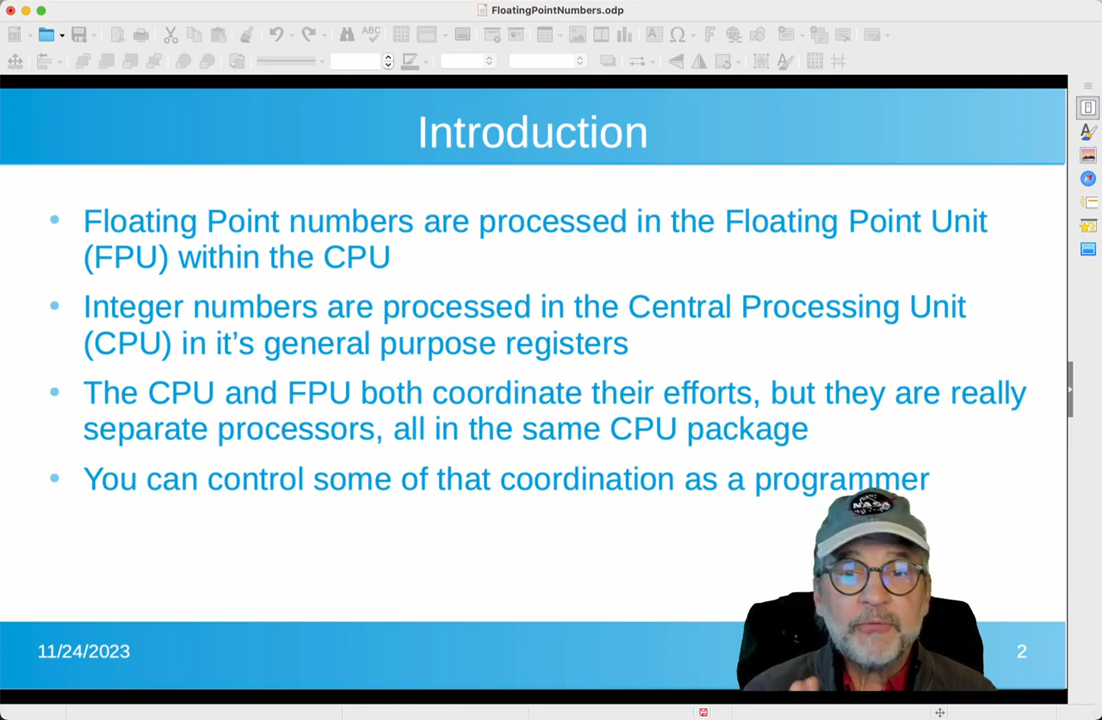 FloatingPointNumbers.odp
Introduction
Floating Point numbers are processed in the Floating Point Unit
(FPU) within the CPU
Integer numbers are processed in the Central Processing Unit
(CPU) in it’s general purpose registers
The CPU and FPU both coordinate their efforts, but they are really
separate processors, all in the same CPU package
You can control some of that coordination as a programmer
NASA
11/24/2023
2